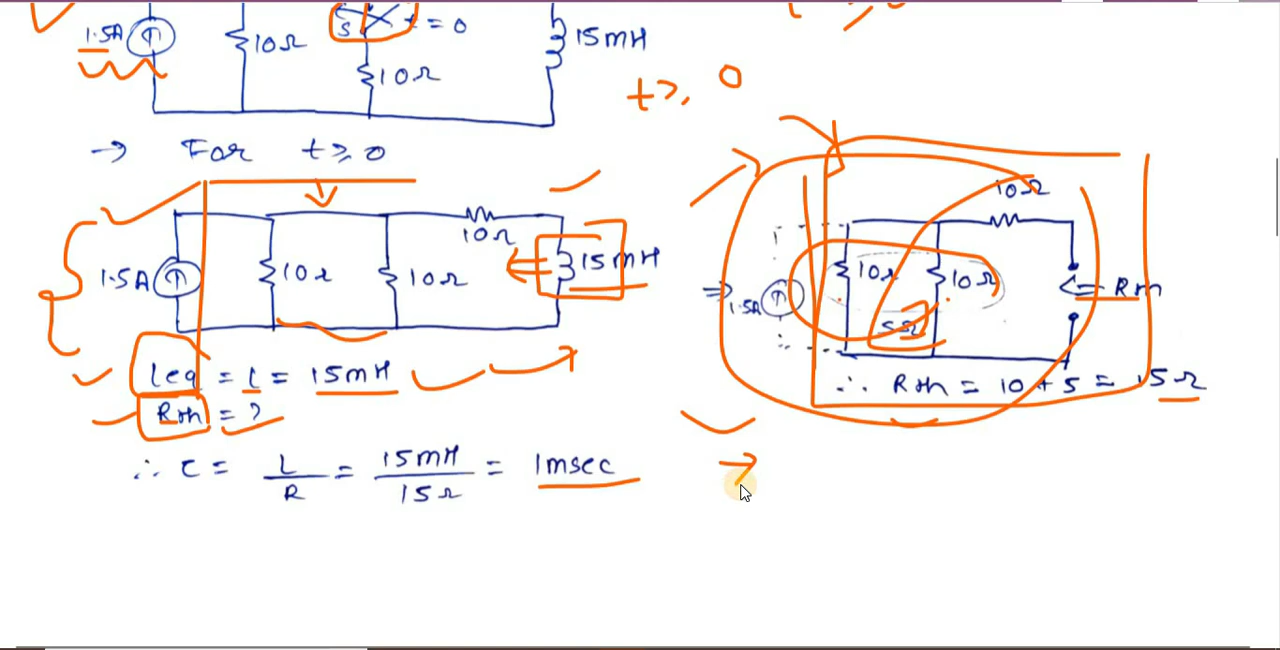 1.5A 10Ω S t = 0 15mH
10Ω
t ≥ 0
→ For t ≥ 0
10Ω
1.5A 10Ω 10Ω 10Ω 15mH
⇒ 1.5A 10Ω 10Ω ⇐ Rth
5Ω
Leq = L = 15mH
∴ Rth = 10 + 5 = 15Ω
Rth = ?
∴ τ = L/R = 15mH/15Ω = 1msec
→